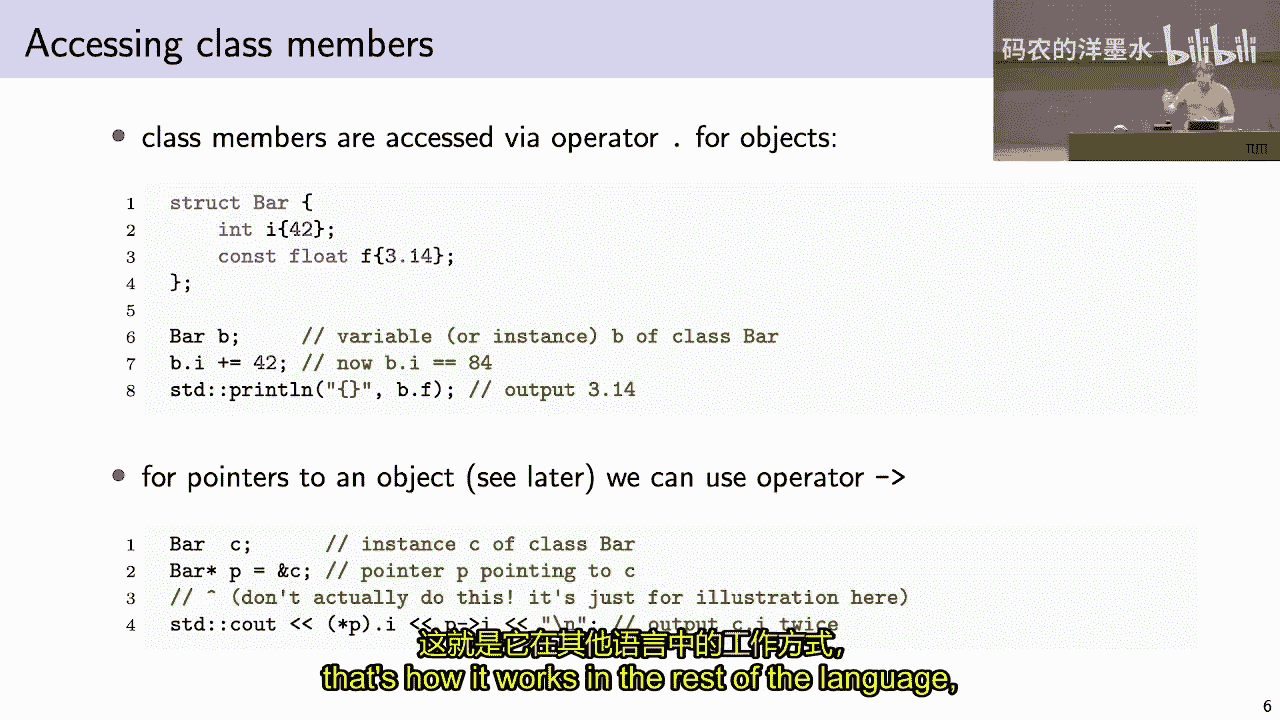 Accessing class members
码农的洋墨水 bilibili
TUM
• class members are accessed via operator . for objects:
1 struct Bar {
2 int i{42};
3 const float f{3.14};
4 };
5
6 Bar b; // variable (or instance) b of class Bar
7 b.i += 42; // now b.i == 84
8 std::println("{}", b.f); // output 3.14
• for pointers to an object (see later) we can use operator ->
1 Bar c; // instance c of class Bar
2 Bar* p = &c; // pointer p pointing to c
3 // ^ (don't actually do this! it's just for illustration here)
4 std::cout << (*p).i << p->i << "\n"; // output c.i twice
这就是它在其他语言中的工作方式,
that's how it works in the rest of the language,
6